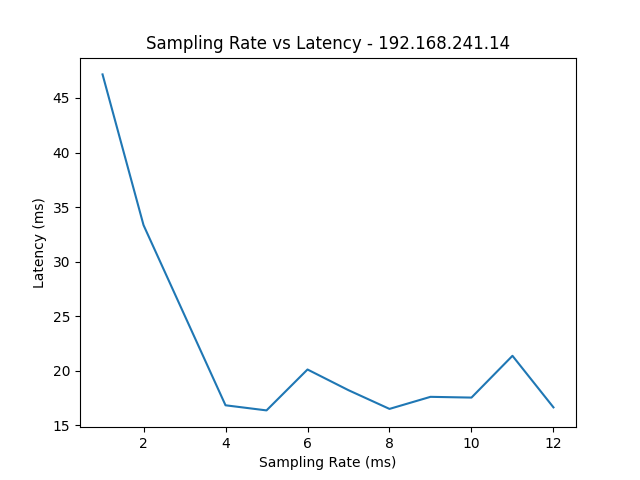 Sampling Rate vs Latency - 192.168.241.14
45
40
35
30
25
20
15
Latency (ms)
2 4 6 8 10 12
Sampling Rate (ms)